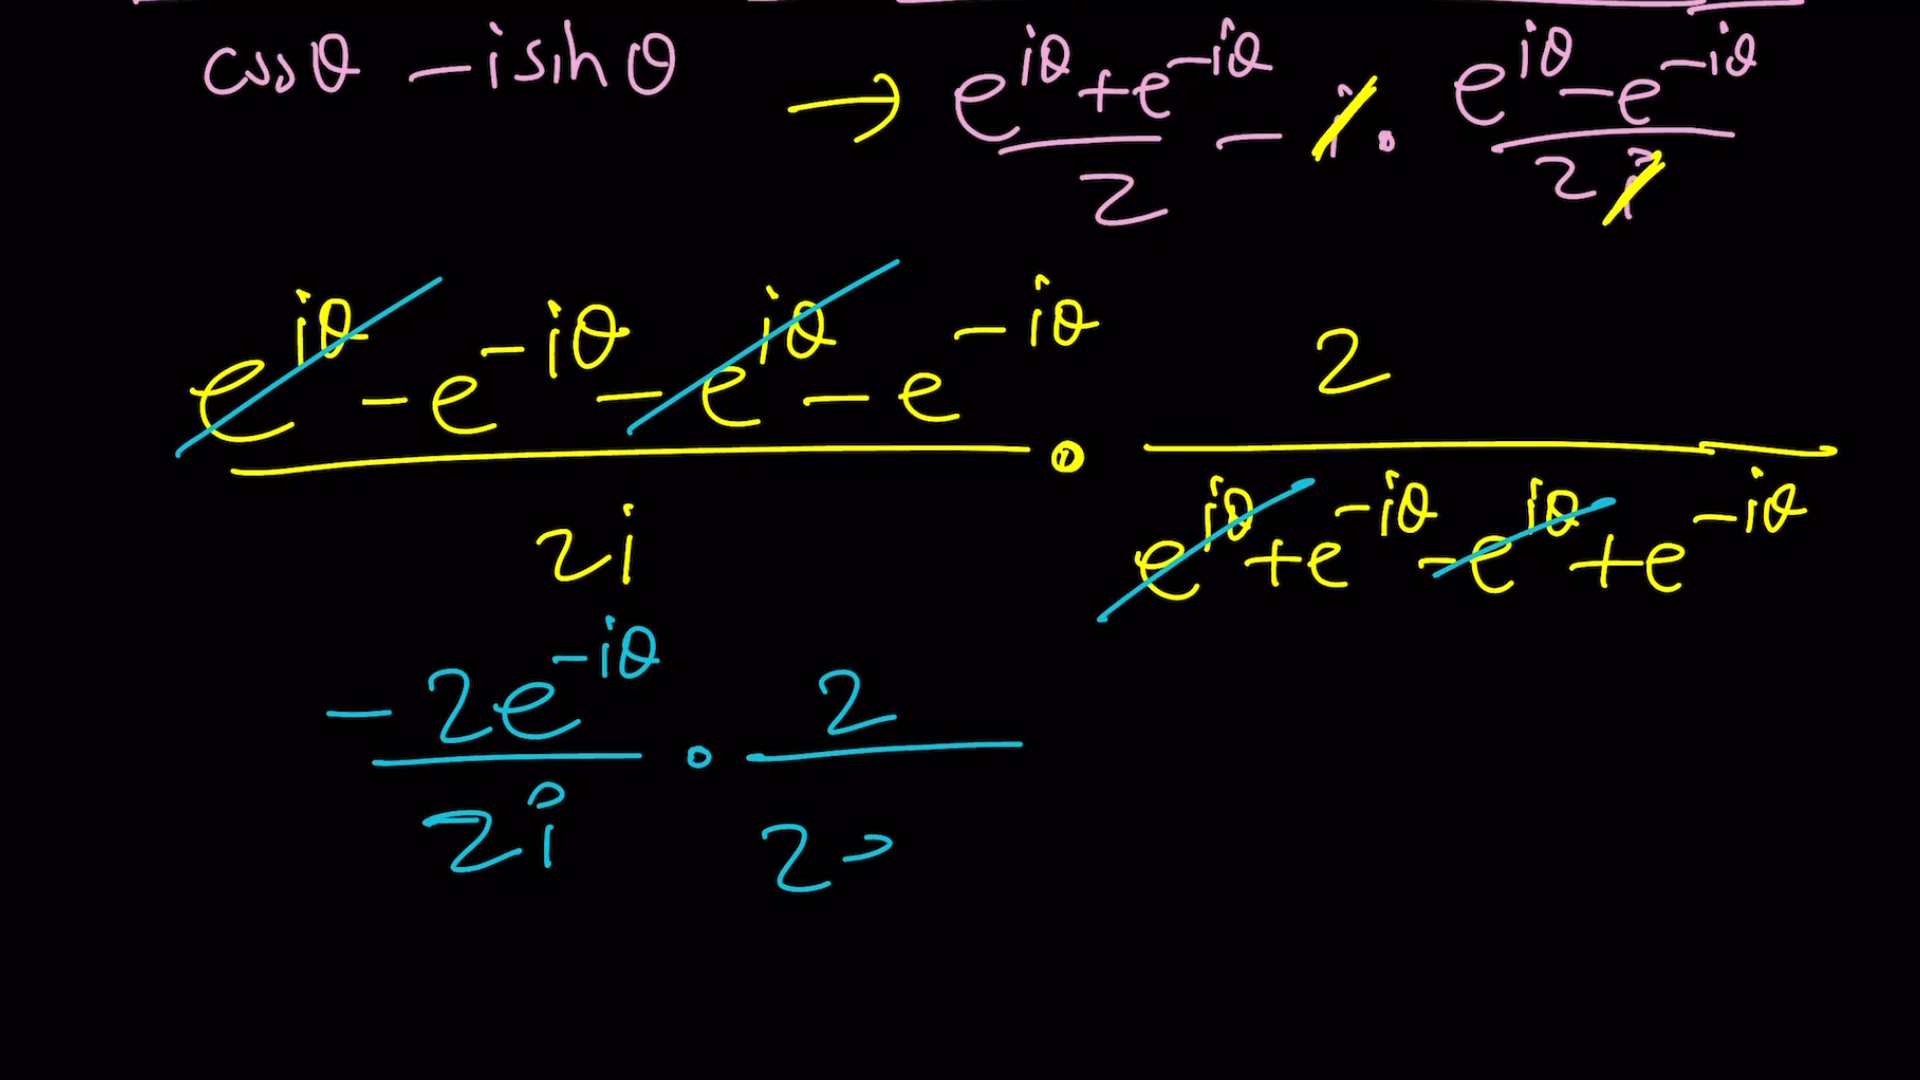 cosθ - i sinθ → (e^{iθ} + e^{-iθ})/2 - i · (e^{iθ} - e^{-iθ})/2i
(e^{iθ} - e^{-iθ} - e^{iθ} - e^{-iθ})/2i · 2/(e^{iθ} + e^{-iθ} - e^{iθ} + e^{-iθ})
(-2e^{-iθ})/2i · 2/2